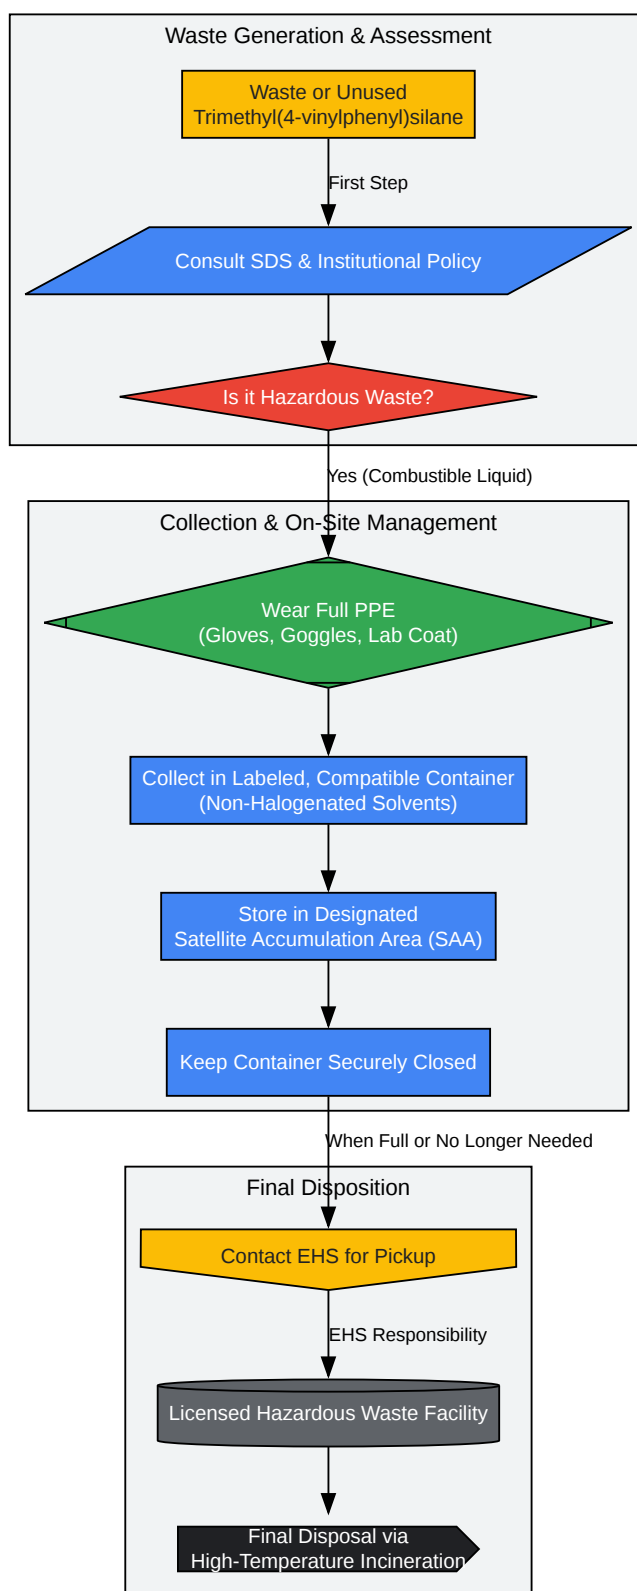 Waste Generation & Assessment
Waste or Unused
Trimethyl(4-vinylphenyl)silane
First Step
Consult SDS & Institutional Policy
Is it Hazardous Waste?
Yes (Combustible Liquid)
Collection & On-Site Management
Wear Full PPE
(Gloves, Goggles, Lab Coat)
Collect in Labeled, Compatible Container
(Non-Halogenated Solvents)
Store in Designated
Satellite Accumulation Area (SAA)
Keep Container Securely Closed
When Full or No Longer Needed
Final Disposition
Contact EHS for Pickup
EHS Responsibility
Licensed Hazardous Waste Facility
Final Disposal via
High-Temperature Incineration